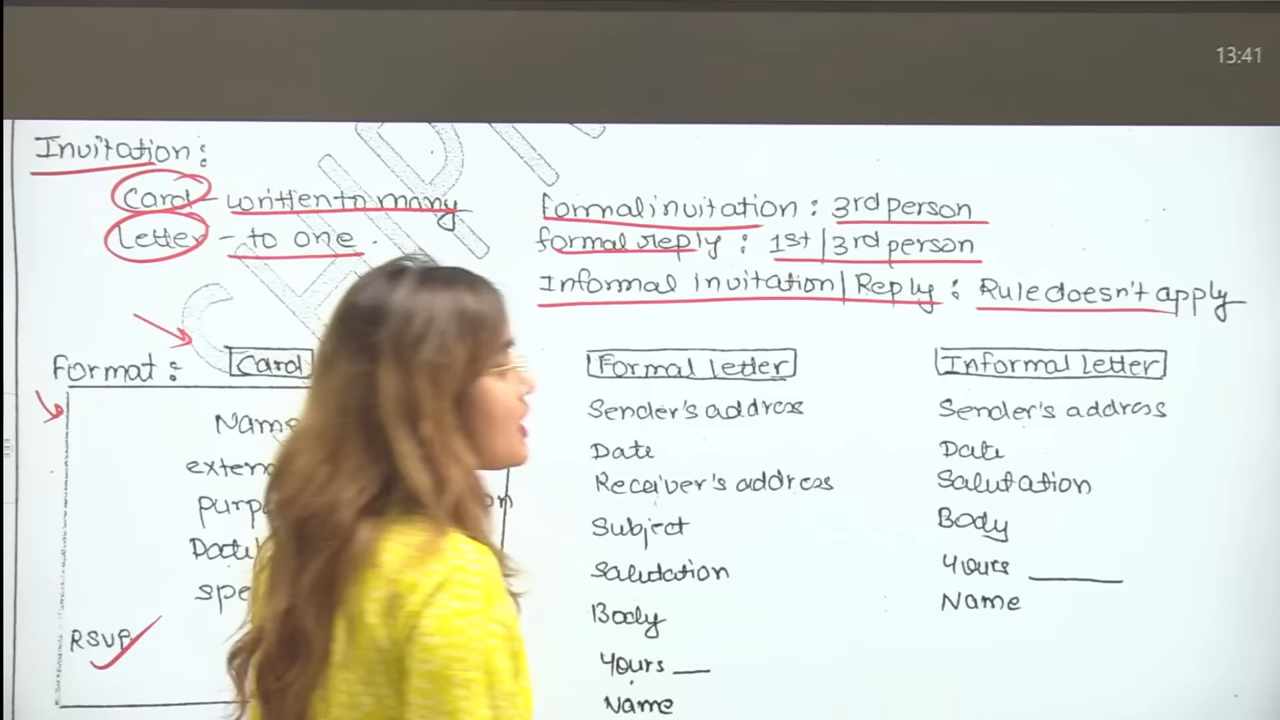 13:41
Invitation:
Card - written to many
Letter - to one.
formal invitation : 3rd person
formal reply : 1st | 3rd person
Informal invitation | Reply : Rule doesn't apply
Format :
Card
Name
RSVP
Formal letter
Sender's address
Date
Receiver's address
Subject
Salutation
Body
Yours ___
Name
Informal letter
Sender's address
Date
Salutation
Body
Yours ______
Name